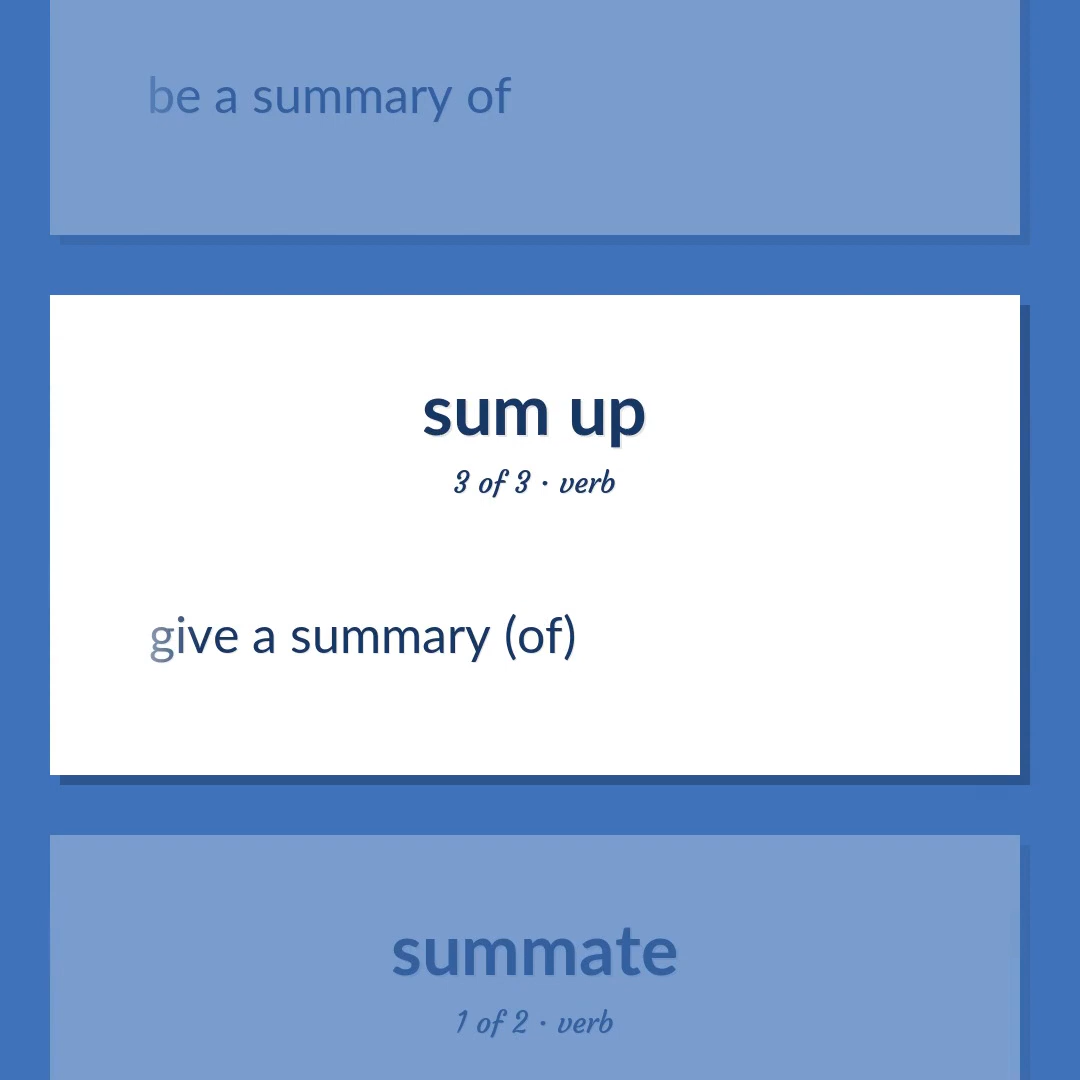 be a summary of
sum up
3 of 3 · verb
give a summary (of)
summate
1 of 2 · verb